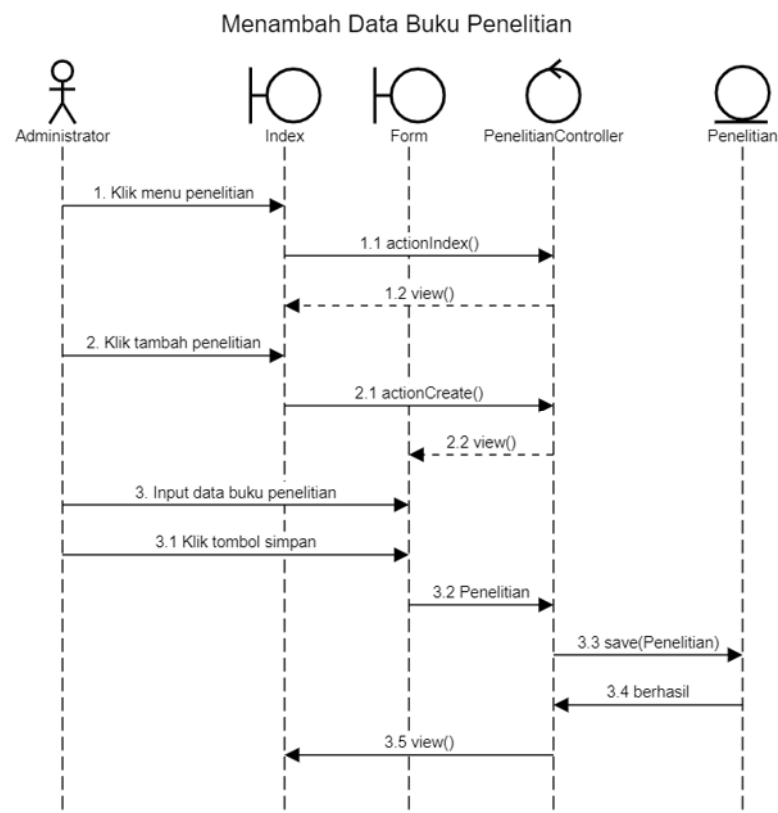 Menambah Data Buku Penelitian
Administrator
Index
Form
PenelitianController
Penelitian
1. Klik menu penelitian
1.1 actionIndex()
1.2 view()
2. Klik tambah penelitian
2.1 actionCreate()
2.2 view()
3. Input data buku penelitian
3.1 Klik tombol simpan
3.2 Penelitian
3.3 save(Penelitian)
3.4 berhasil
3.5 view()